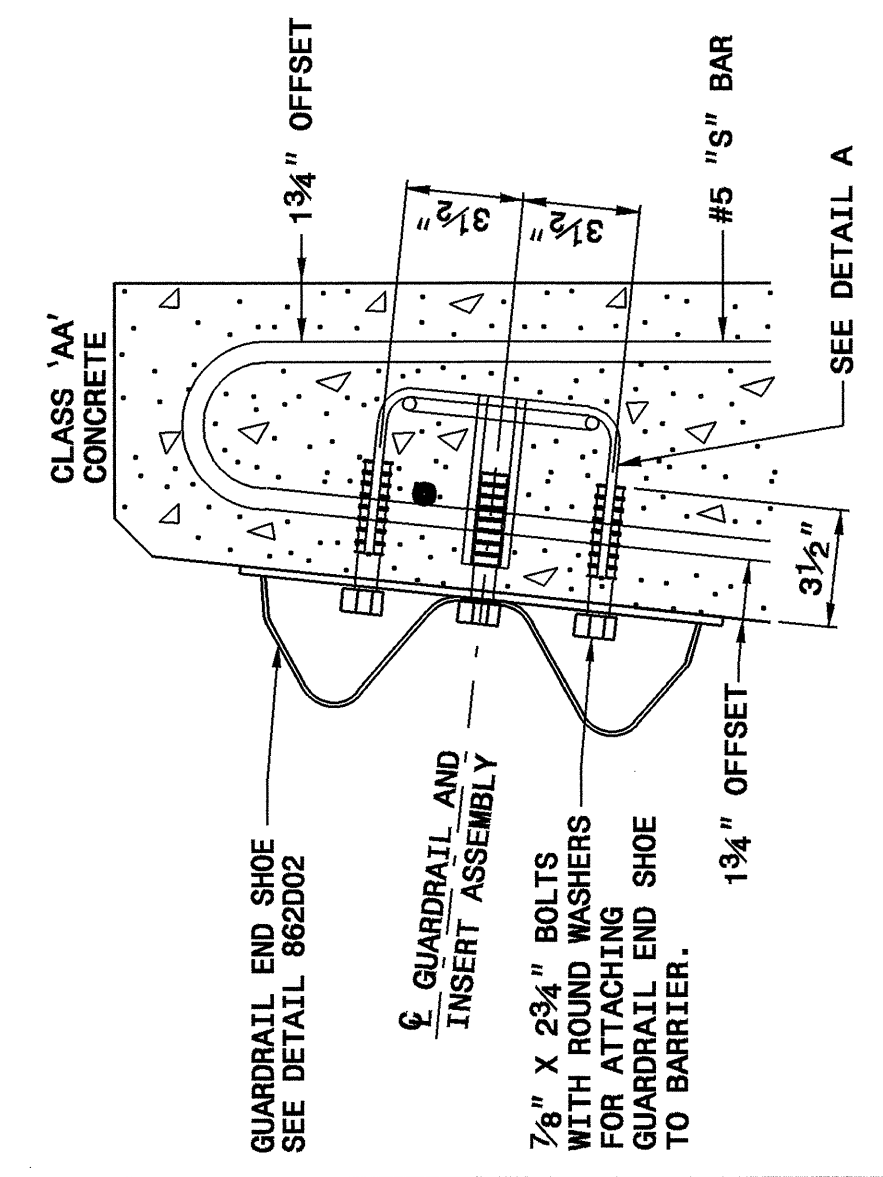 CLASS 'AA'
CONCRETE
1¾" OFFSET
3½"
3½"
#5 "S" BAR
SEE DETAIL A
3½"
1¾" OFFSET
GUARDRAIL END SHOE
SEE DETAIL 862D02
℄ GUARDRAIL AND
INSERT ASSEMBLY
⅞" X 2¾" BOLTS
WITH ROUND WASHERS
FOR ATTACHING
GUARDRAIL END SHOE
TO BARRIER.